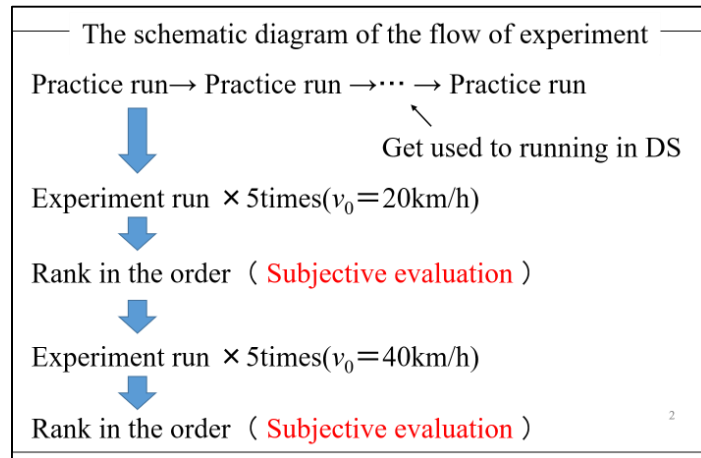 The schematic diagram of the flow of experiment
Practice run→ Practice run →⋯ → Practice run
Get used to running in DS
Experiment run ×5times(v₀＝20km/h)
Rank in the order （ Subjective evaluation ）
Experiment run ×5times(v₀＝40km/h)
Rank in the order （ Subjective evaluation ）
2